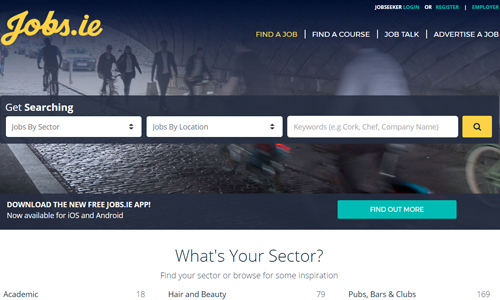 JOBSEEKER LOGIN OR REGISTER | EMPLOYER
Jobs.ie
FIND A JOB | FIND A COURSE | JOB TALK | ADVERTISE A JOB
Get Searching
Jobs By Sector
Jobs By Location
Keywords (e.g Cork, Chef, Company Name)
DOWNLOAD THE NEW FREE JOBS.IE APP!
Now available for iOS and Android
FIND OUT MORE
What's Your Sector?
Find your sector or browse for some inspiration
Academic 18 Hair and Beauty 79 Pubs, Bars & Clubs 169